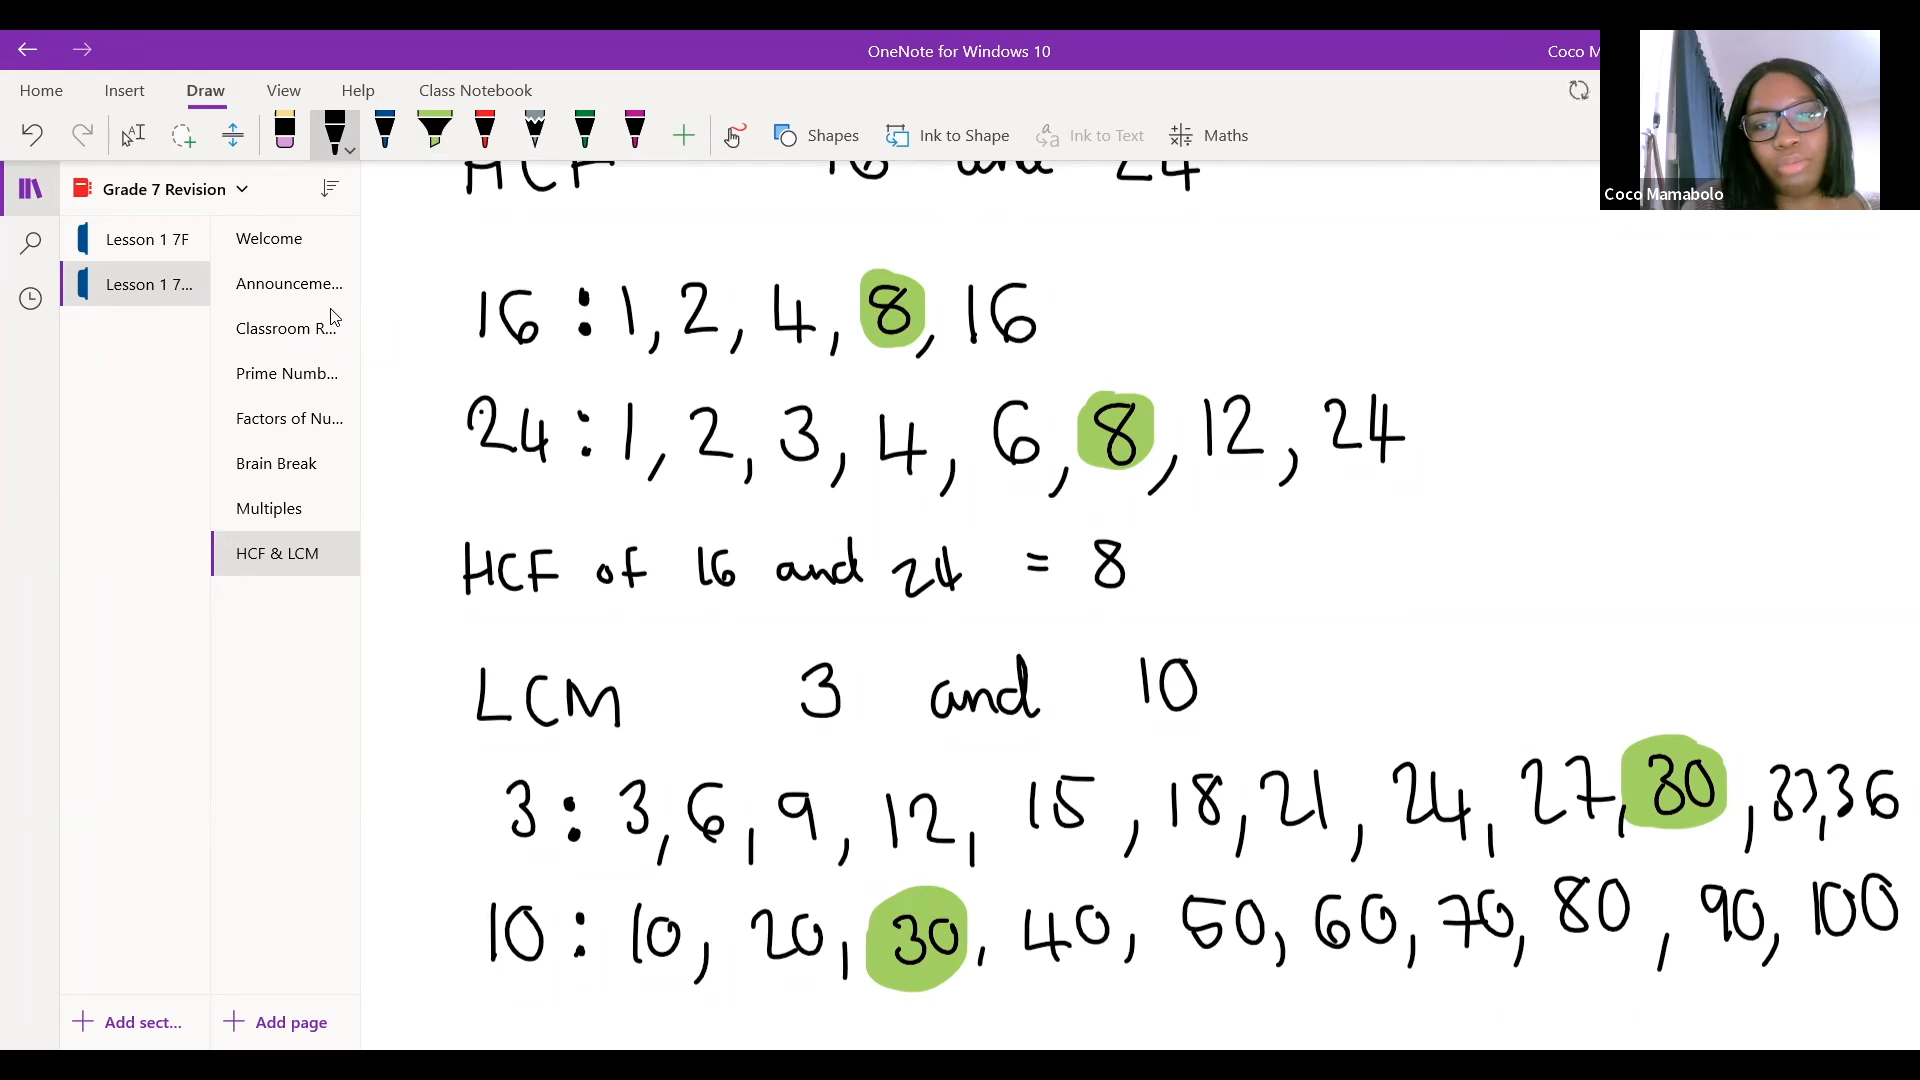 OneNote for Windows 10
Coco M
Home Insert Draw View Help Class Notebook
Shapes Ink to Shape Ink to Text Maths
Coco Mamabolo
Grade 7 Revision
Lesson 1 7F
Lesson 1 7...
Welcome
Announceme...
Classroom R...
Prime Numb...
Factors of Nu...
Brain Break
Multiples
HCF & LCM
Add sect...
Add page
HCF 16 and 24
16 : 1, 2, 4, 8, 16
24 : 1, 2, 3, 4, 6, 8, 12, 24
HCF of 16 and 24 = 8
LCM 3 and 10
3 : 3, 6, 9, 12, 15, 18, 21, 24, 27, 30, 33, 36
10 : 10, 20, 30, 40, 50, 60, 70, 80, 90, 100